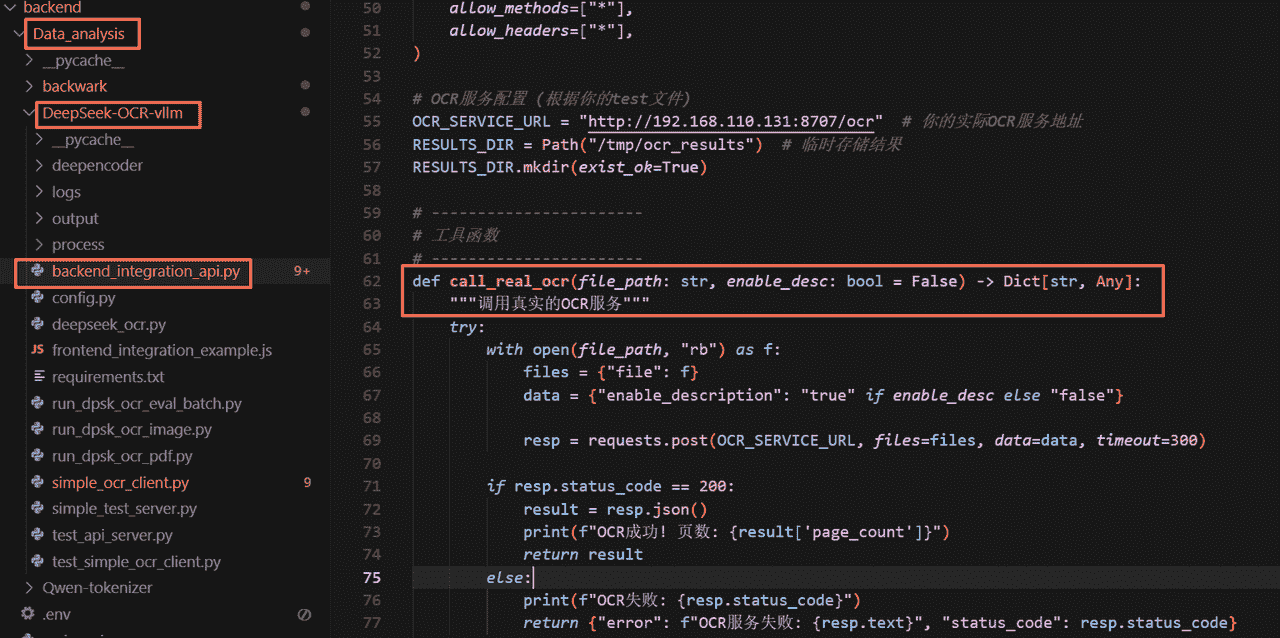 backend
Data_analysis
__pycache__
backwark
DeepSeek-OCR-vllm
__pycache__
deepencoder
logs
output
process
backend_integration_api.py 9+
config.py
deepseek_ocr.py
JS frontend_integration_example.js
requirements.txt
run_dpsk_ocr_eval_batch.py
run_dpsk_ocr_image.py
run_dpsk_ocr_pdf.py
simple_ocr_client.py 9
simple_test_server.py
test_api_server.py
test_simple_ocr_client.py
Qwen-tokenizer
.env
50 allow_methods=["*"],
51 allow_headers=["*"],
52 )
53
54 # OCR服务配置 (根据你的test文件)
55 OCR_SERVICE_URL = "http://192.168.110.131:8707/ocr" # 你的实际OCR服务地址
56 RESULTS_DIR = Path("/tmp/ocr_results") # 临时存储结果
57 RESULTS_DIR.mkdir(exist_ok=True)
58
59 # -----------------------
60 # 工具函数
61 # -----------------------
62 def call_real_ocr(file_path: str, enable_desc: bool = False) -> Dict[str, Any]:
63 """调用真实的OCR服务"""
64 try:
65 with open(file_path, "rb") as f:
66 files = {"file": f}
67 data = {"enable_description": "true" if enable_desc else "false"}
68
69 resp = requests.post(OCR_SERVICE_URL, files=files, data=data, timeout=300)
70
71 if resp.status_code == 200:
72 result = resp.json()
73 print(f"OCR成功! 页数: {result['page_count']}")
74 return result
75 else:
76 print(f"OCR失败: {resp.status_code}")
77 return {"error": f"OCR服务失败: {resp.text}", "status_code": resp.status_code}